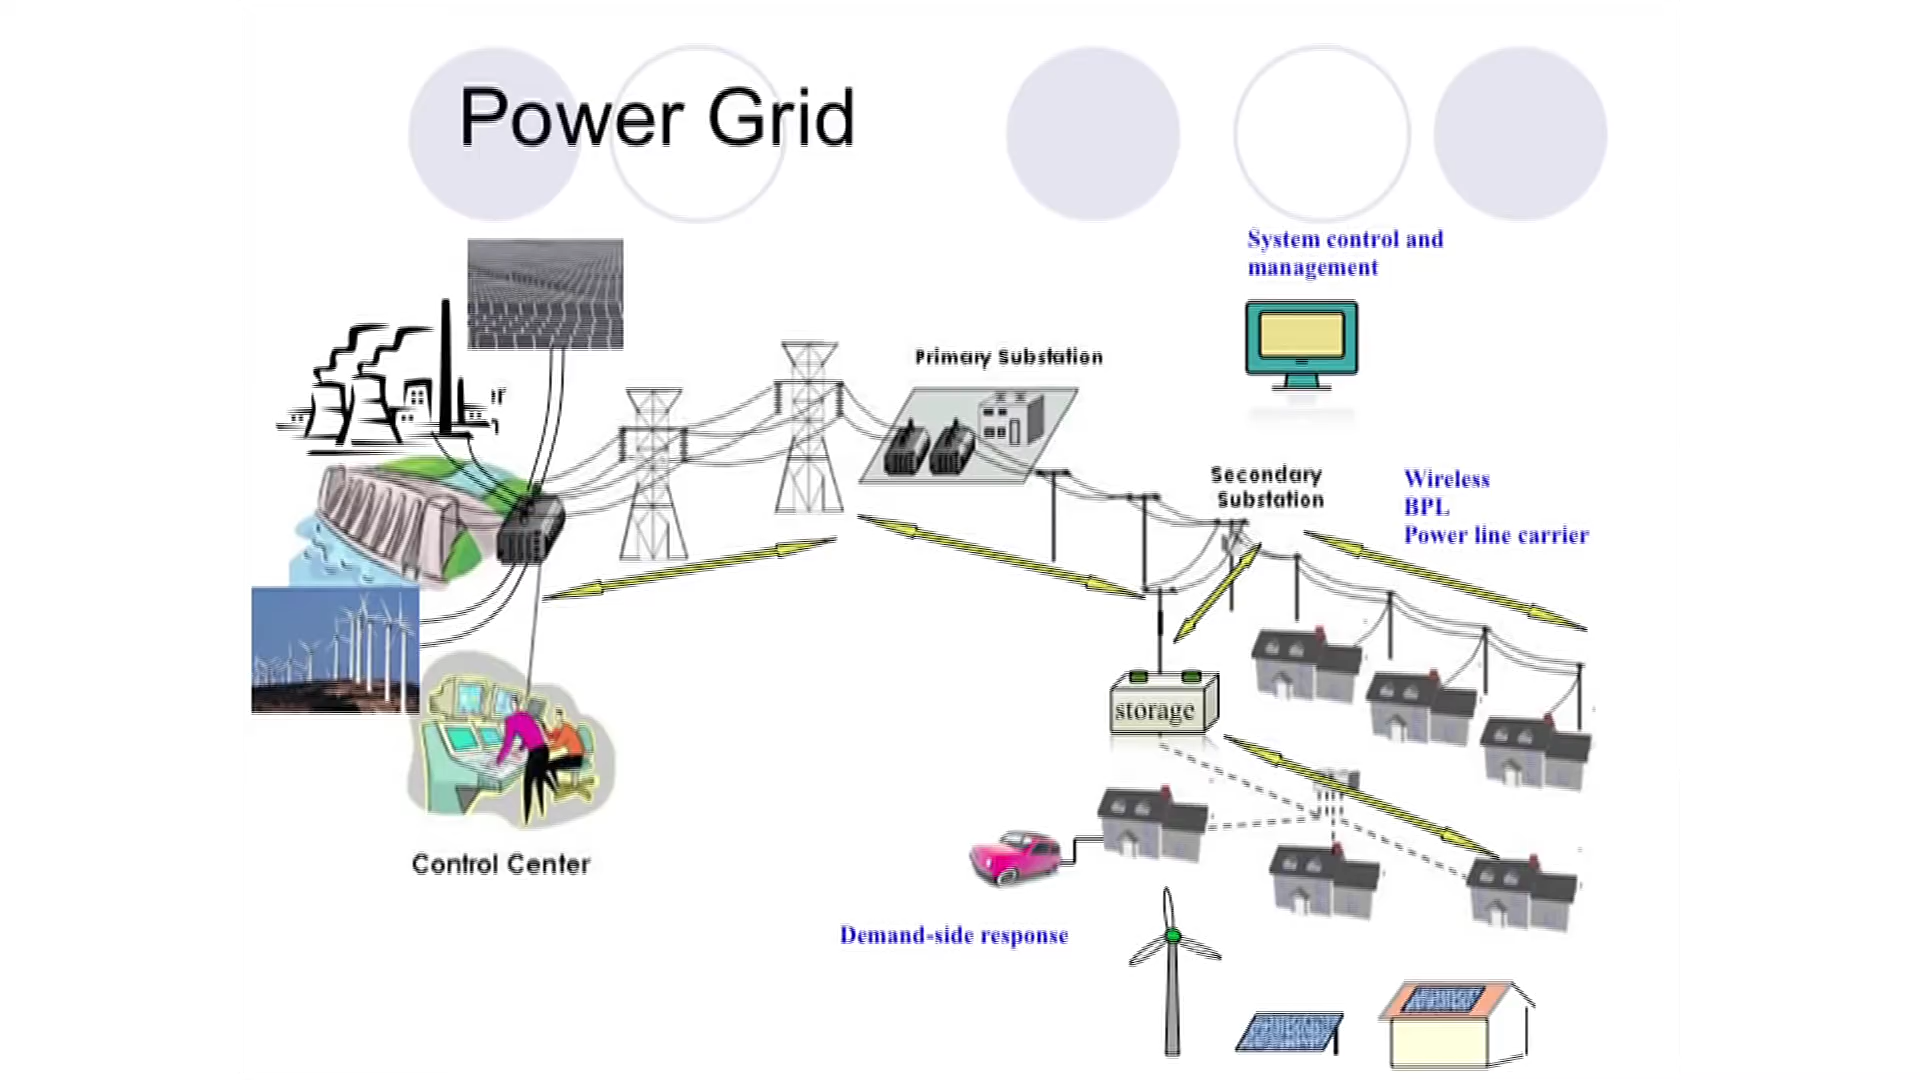 Power Grid
System control and
management
Primary Substation
Secondary
Substation
Wireless
BPL
Power line carrier
storage
Control Center
Demand-side response